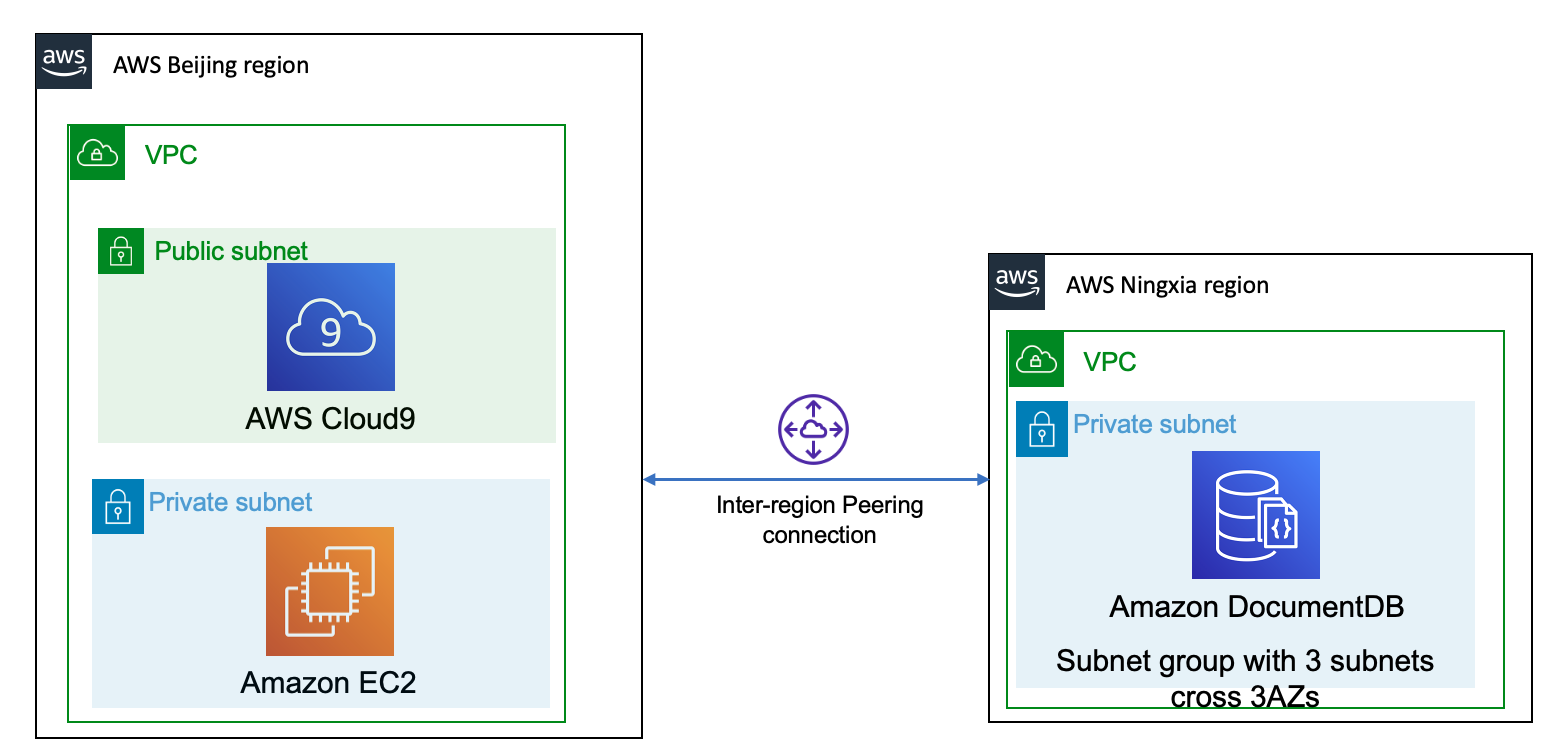 aws
AWS Beijing region
VPC
Public subnet
9
AWS Cloud9
Private subnet
Amazon EC2
Inter-region Peering
connection
aws
AWS Ningxia region
VPC
Private subnet
{}
Amazon DocumentDB
Subnet group with 3 subnets
cross 3AZs